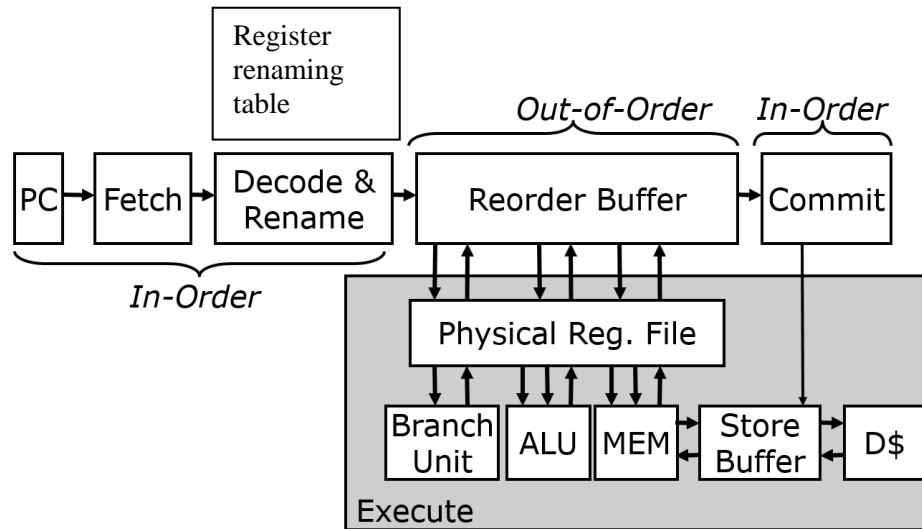 Register
renaming
table
Out-of-Order
In-Order
PC
Fetch
Decode &
Rename
Reorder Buffer
Commit
In-Order
Physical Reg. File
Branch
Unit
ALU
MEM
Store
Buffer
D$
Execute